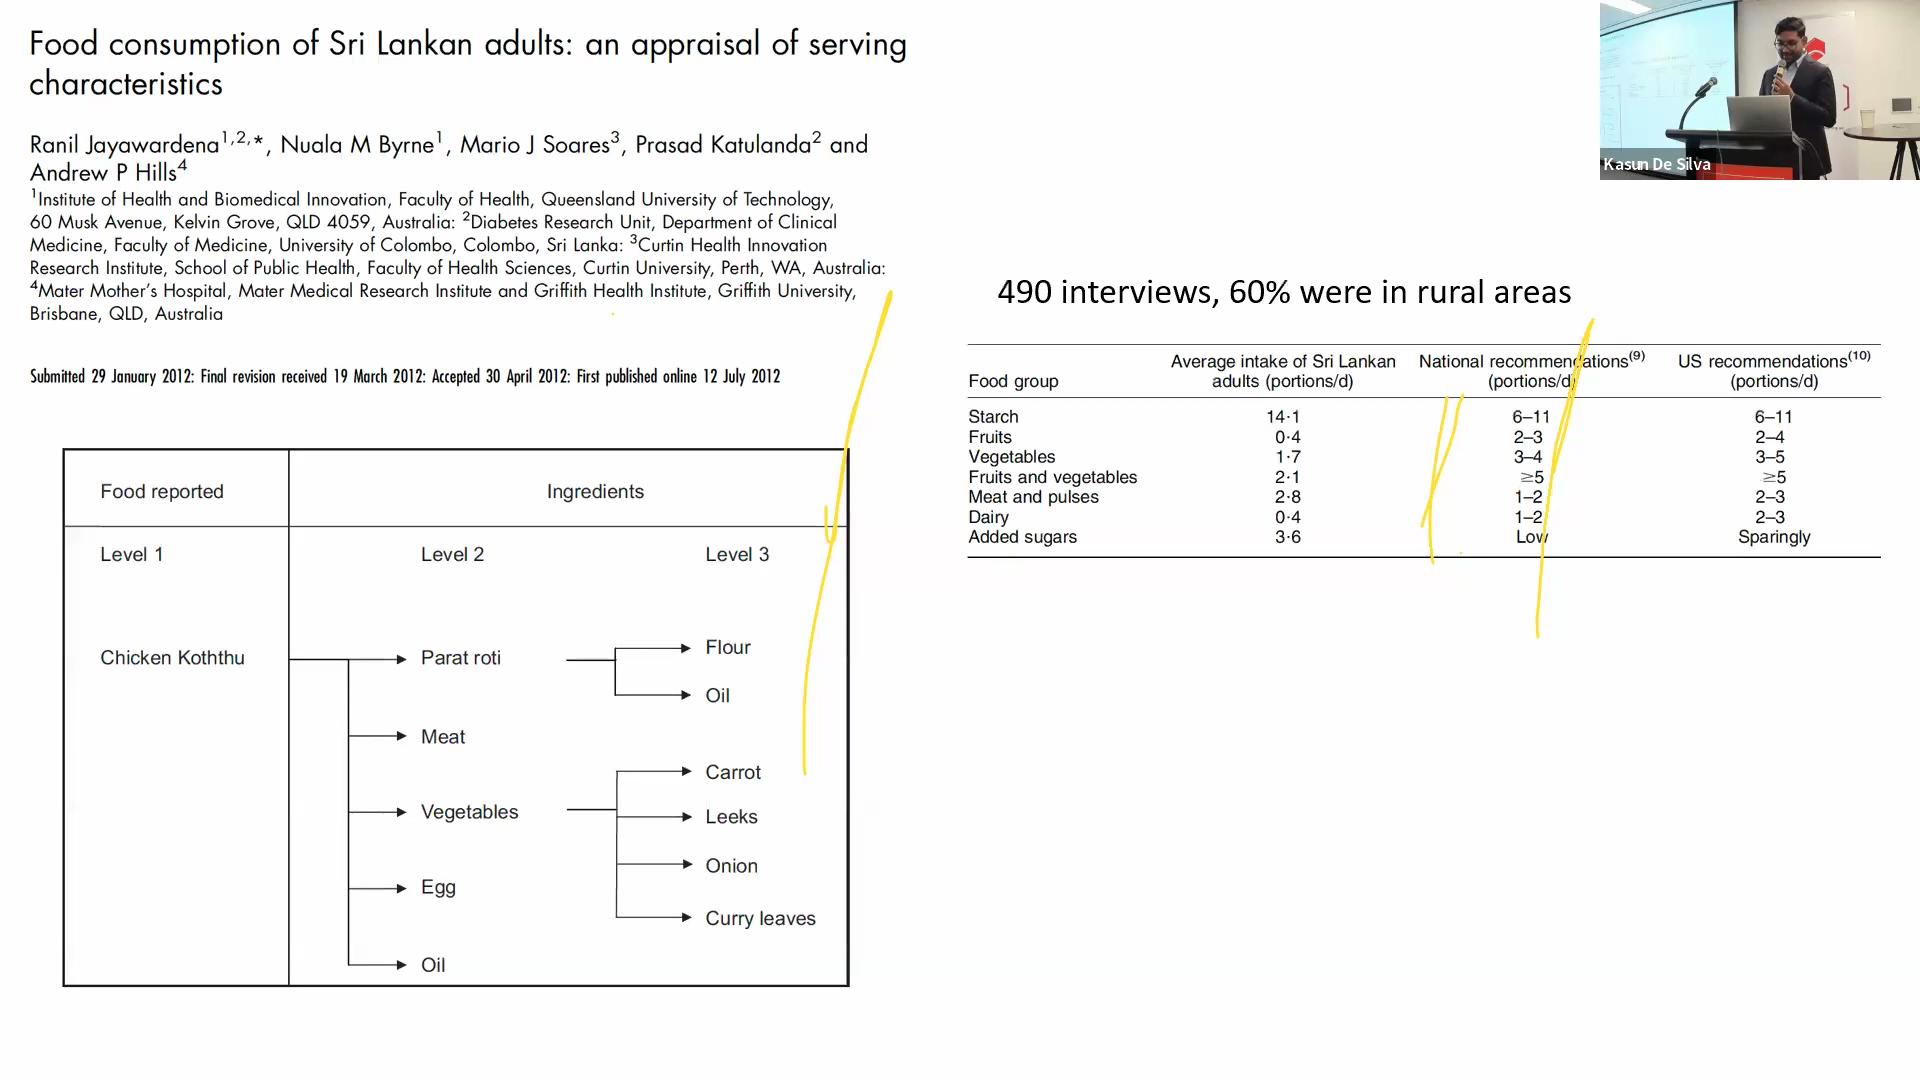 Food consumption of Sri Lankan adults: an appraisal of serving
characteristics
Ranil Jayawardena1,2,*, Nuala M Byrne1, Mario J Soares3, Prasad Katulanda2 and
Andrew P Hills4
1Institute of Health and Biomedical Innovation, Faculty of Health, Queensland University of Technology,
60 Musk Avenue, Kelvin Grove, QLD 4059, Australia: 2Diabetes Research Unit, Department of Clinical
Medicine, Faculty of Medicine, University of Colombo, Colombo, Sri Lanka: 3Curtin Health Innovation
Research Institute, School of Public Health, Faculty of Health Sciences, Curtin University, Perth, WA, Australia:
4Mater Mother's Hospital, Mater Medical Research Institute and Griffith Health Institute, Griffith University,
Brisbane, QLD, Australia
Submitted 29 January 2012: Final revision received 19 March 2012: Accepted 30 April 2012: First published online 12 July 2012
Food reported Ingredients
Level 1 Level 2 Level 3
Chicken Koththu Parat roti Flour
Oil
Meat
Vegetables Carrot
Leeks
Onion
Curry leaves
Egg
Oil
Kasun De Silva
490 interviews, 60% were in rural areas
Food group Average intake of Sri Lankan adults (portions/d) National recommendations(9) (portions/d) US recommendations(10) (portions/d)
Starch 14·1 6–11 6–11
Fruits 0·4 2–3 2–4
Vegetables 1·7 3–4 3–5
Fruits and vegetables 2·1 ≥5 ≥5
Meat and pulses 2·8 1–2 2–3
Dairy 0·4 1–2 2–3
Added sugars 3·6 Low Sparingly